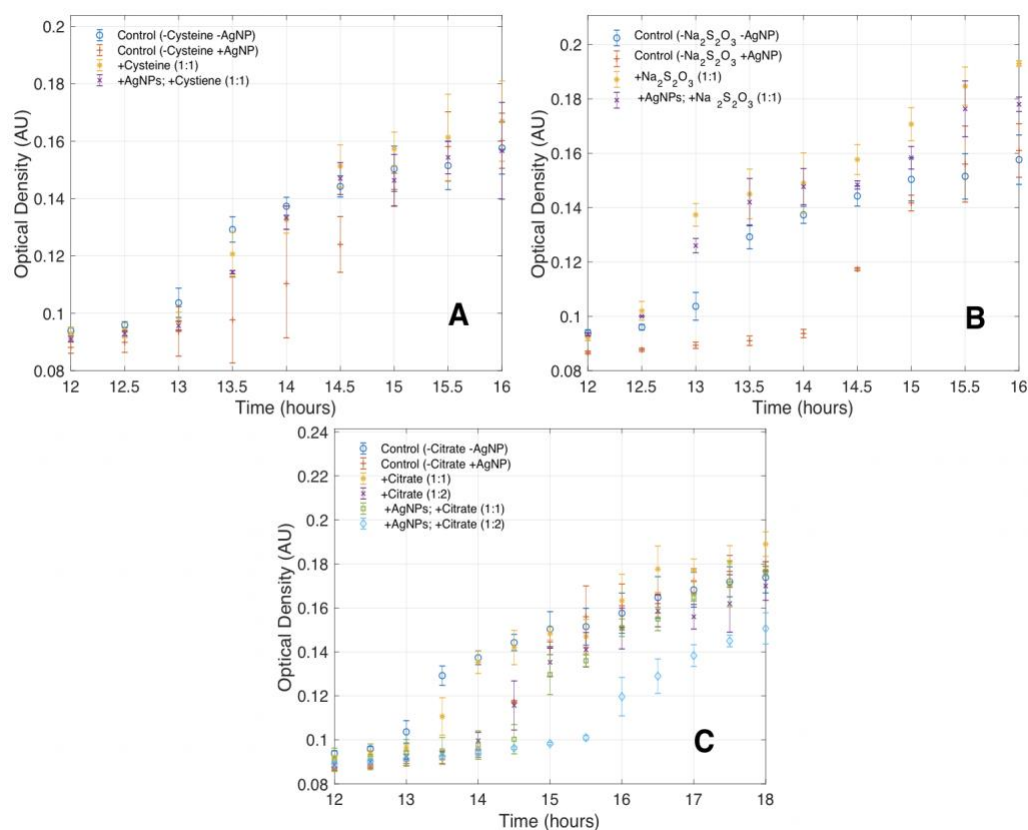 0.2
0.18
0.16
0.14
0.12
0.1
0.08
Optical Density (AU)
Control (-Cysteine -AgNP)
Control (-Cysteine +AgNP)
+Cysteine (1:1)
+AgNPs; +Cystiene (1:1)
A
12 12.5 13 13.5 14 14.5 15 15.5 16
Time (hours)
0.2
0.18
0.16
0.14
0.12
0.1
0.08
Optical Density (AU)
Control (-Na2S2O3 -AgNP)
Control (-Na2S2O3 +AgNP)
+Na2S2O3 (1:1)
+AgNPs; +Na 2S2O3 (1:1)
B
12 12.5 13 13.5 14 14.5 15 15.5 16
Time (hours)
0.24
0.22
0.2
0.18
0.16
0.14
0.12
0.1
0.08
Optical Density (AU)
Control (-Citrate -AgNP)
Control (-Citrate +AgNP)
+Citrate (1:1)
+Citrate (1:2)
+AgNPs; +Citrate (1:1)
+AgNPs; +Citrate (1:2)
C
12 13 14 15 16 17 18
Time (hours)